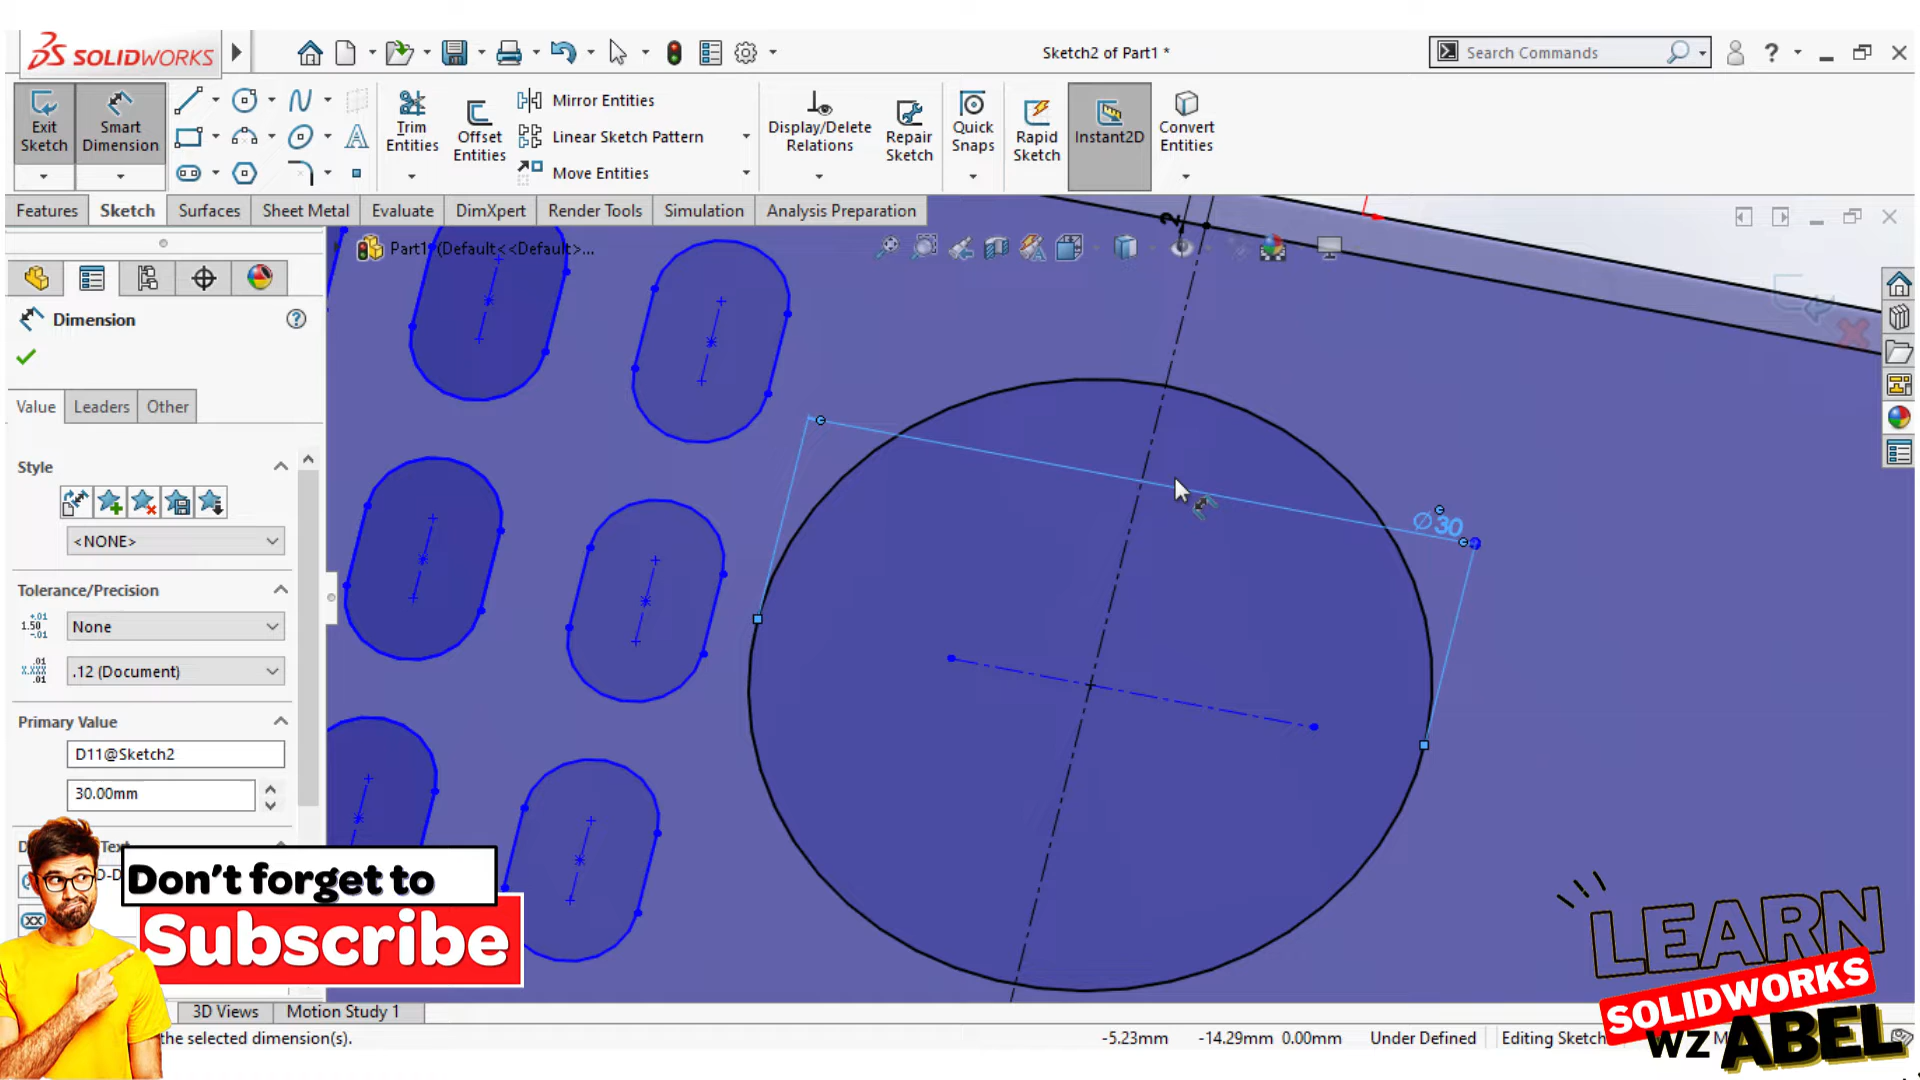 SOLIDWORKS
Sketch2 of Part1 *
Search Commands
?
Exit Sketch
Smart Dimension
Trim Entities
Offset Entities
Mirror Entities
Linear Sketch Pattern
Move Entities
Display/Delete Relations
Repair Sketch
Quick Snaps
Rapid Sketch
Instant2D
Convert Entities
Features
Sketch
Surfaces
Sheet Metal
Evaluate
DimXpert
Render Tools
Simulation
Analysis Preparation
Part1 (Default<<Default>...
2
Dimension
Value
Leaders
Other
Style
<NONE>
Tolerance/Precision
None
.12 (Document)
Primary Value
D11@Sketch2
30.00mm
Ø30
Don't forget to
Subscribe
LEARN
SOLIDWORKS
WZ ABEL
3D Views
Motion Study 1
the selected dimension(s).
-5.23mm
-14.29mm 0.00mm
Under Defined
Editing Sketch